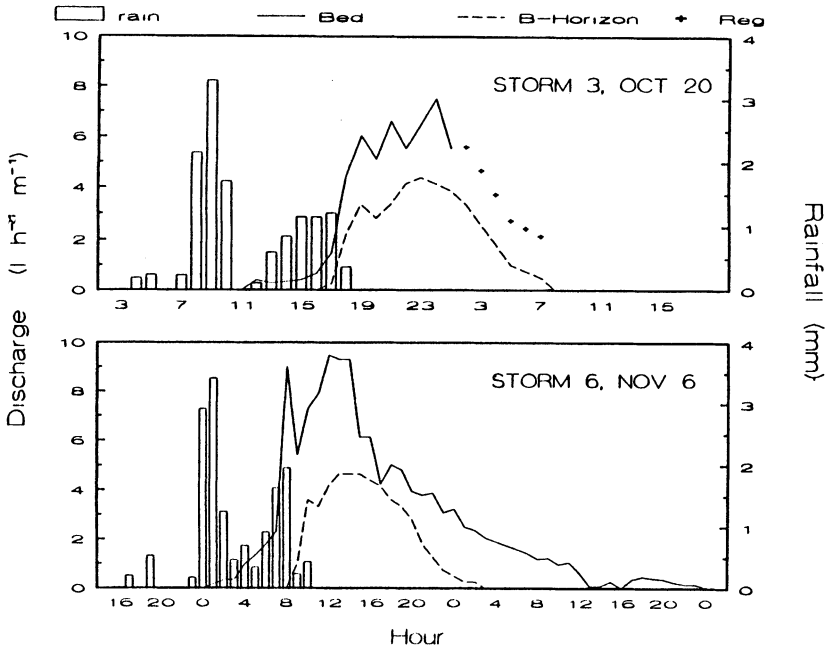 rain Bed B-Horizon Reg
10 8 6 4 2 0
4 3 2 1 0
STORM 3, OCT 20
3 7 11 15 19 23 3 7 11 15
Discharge (l h⁻¹ m⁻¹)
Rainfall (mm)
10 8 6 4 2 0
4 3 2 1 0
STORM 6, NOV 6
16 20 0 4 8 12 16 20 0 4 8 12 16 20 0
Hour